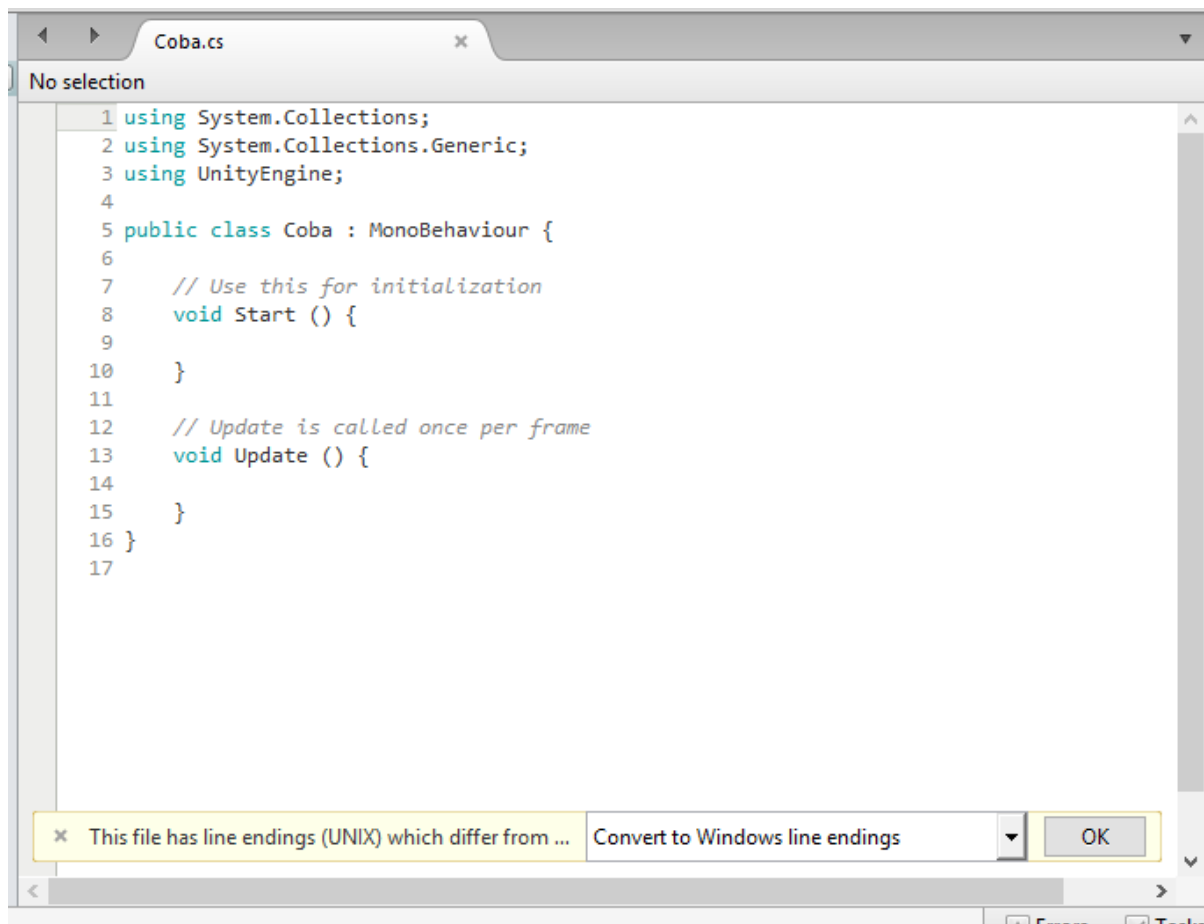 Coba.cs
No selection
1 using System.Collections;
2 using System.Collections.Generic;
3 using UnityEngine;
4
5 public class Coba : MonoBehaviour {
6
7 // Use this for initialization
8 void Start () {
9
10 }
11
12 // Update is called once per frame
13 void Update () {
14
15 }
16 }
17
This file has line endings (UNIX) which differ from ... Convert to Windows line endings OK